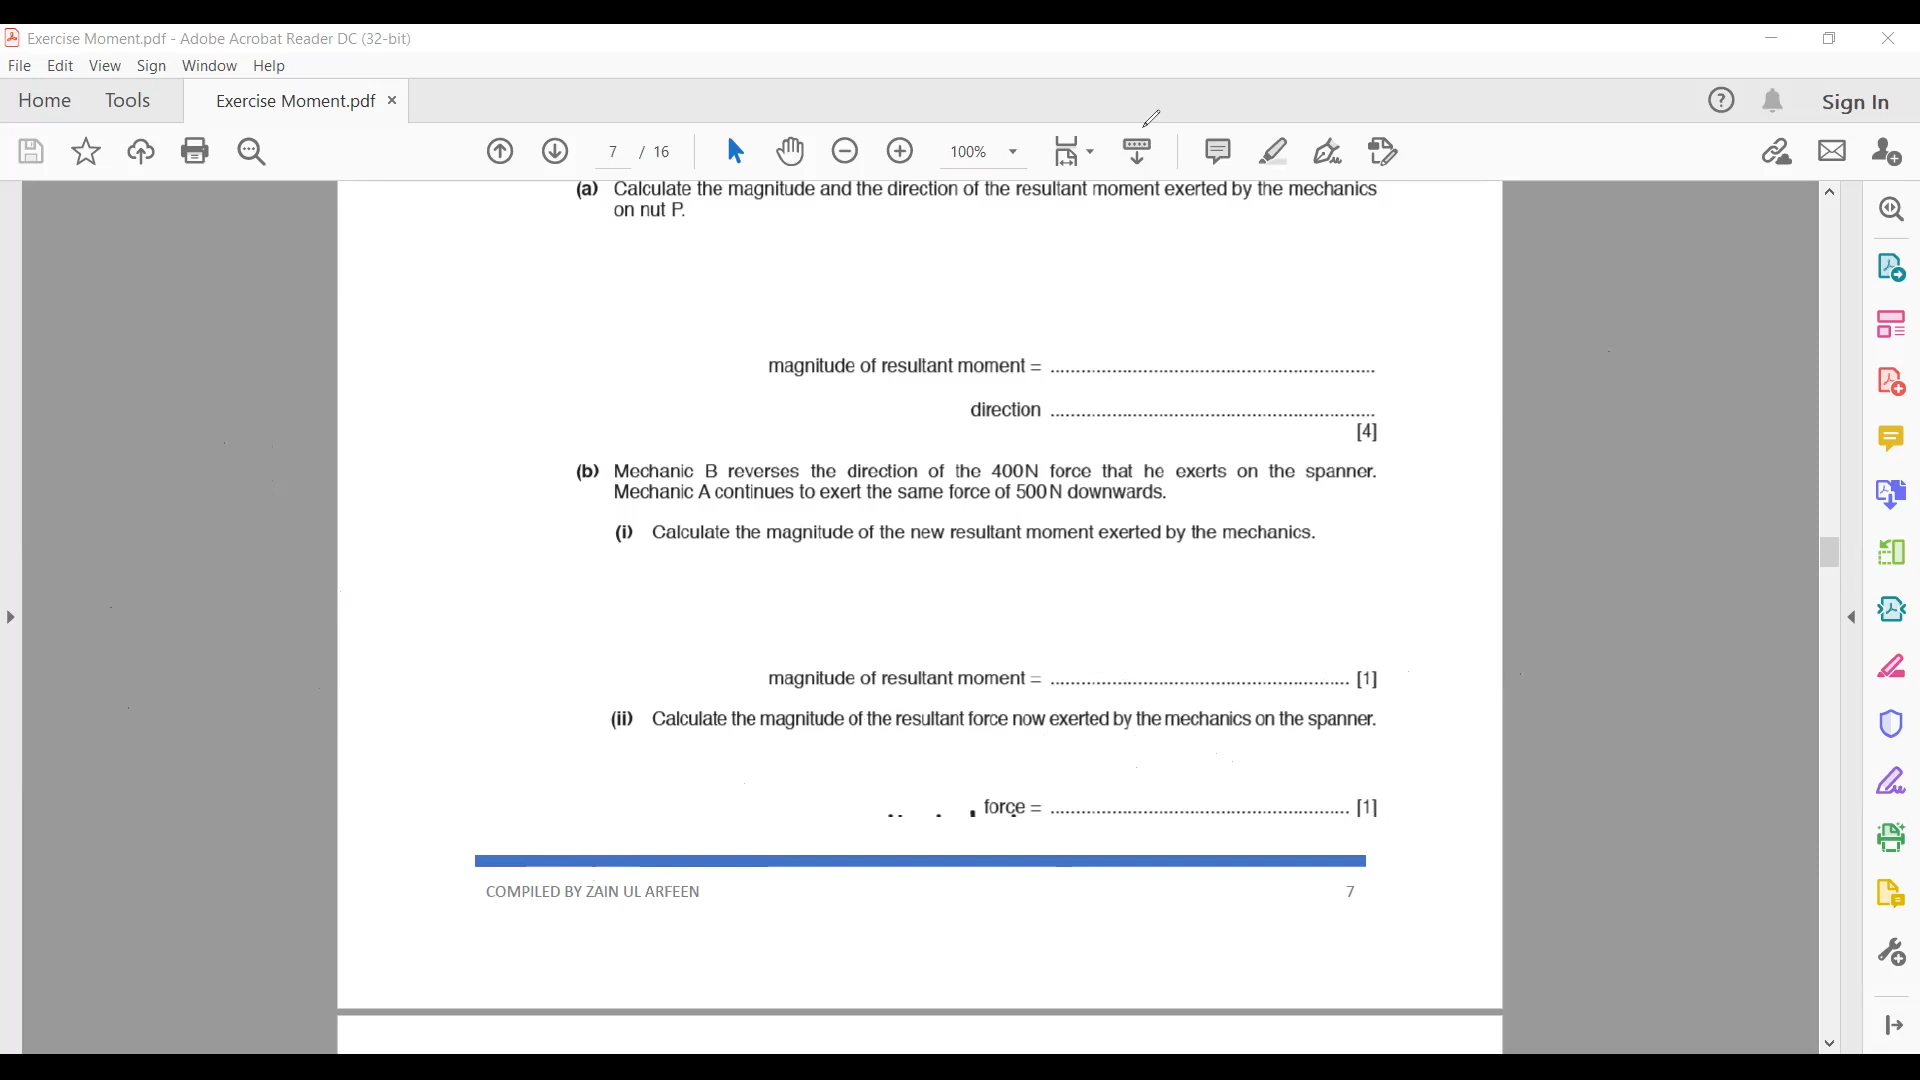 Exercise Moment.pdf - Adobe Acrobat Reader DC (32-bit)
File Edit View Sign Window Help
Home Tools Exercise Moment.pdf × Sign In
7 / 16 100%
(a) Calculate the magnitude and the direction of the resultant moment exerted by the mechanics
on nut P.
magnitude of resultant moment = ............................................................
direction ............................................................
[4]
(b) Mechanic B reverses the direction of the 400N force that he exerts on the spanner.
Mechanic A continues to exert the same force of 500N downwards.
(i) Calculate the magnitude of the new resultant moment exerted by the mechanics.
magnitude of resultant moment = ....................................................... [1]
(ii) Calculate the magnitude of the resultant force now exerted by the mechanics on the spanner.
force = ....................................................... [1]
COMPILED BY ZAIN UL ARFEEN 7